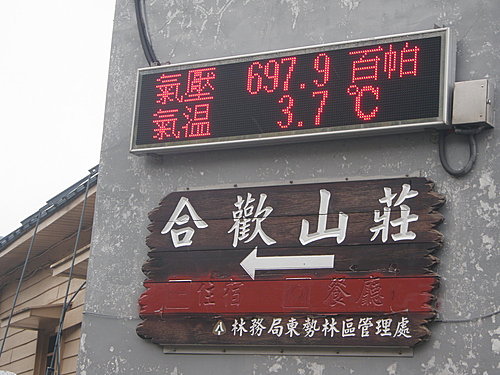 氣壓 697.9 百帕
氣溫 3.7 ℃
合歡山莊
住宿 餐廳
林務局東勢林區管理處